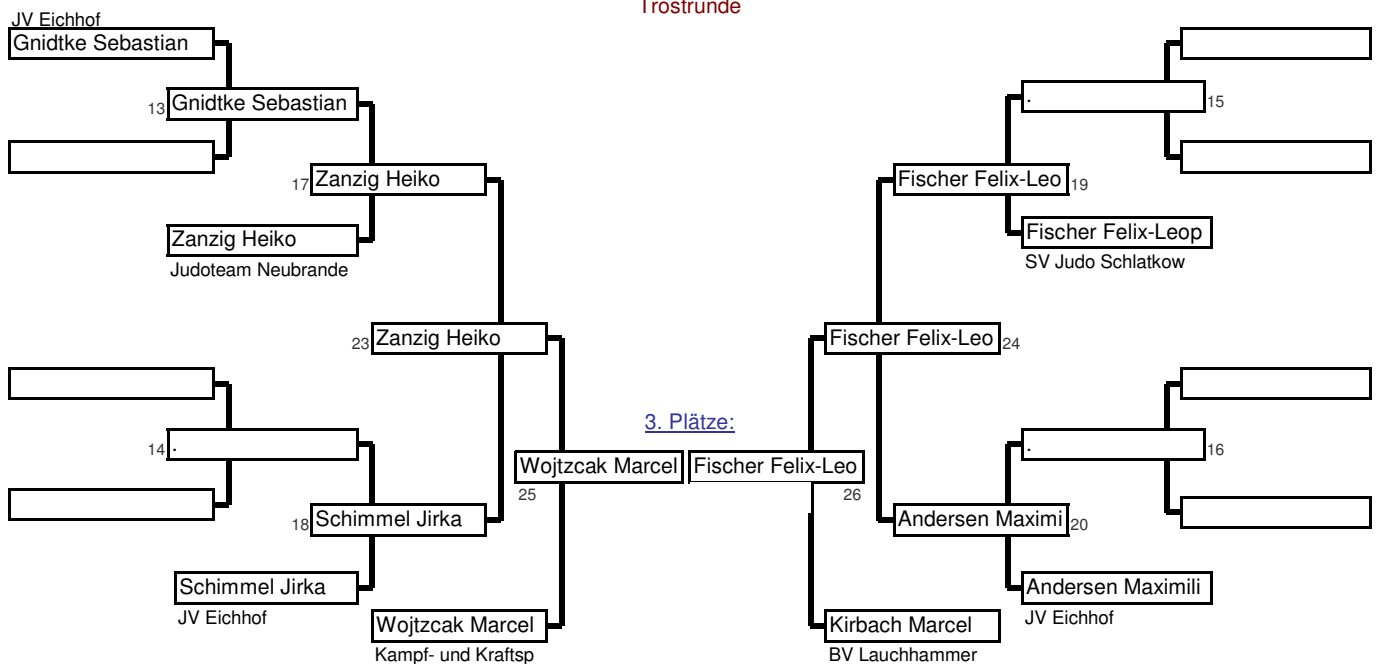 Trostrunde
JV Eichhof
Gnidtke Sebastian
13 Gnidtke Sebastian
17 Zanzig Heiko
Zanzig Heiko
Judoteam Neubrande
23 Zanzig Heiko
14 .
18 Schimmel Jirka
Schimmel Jirka
JV Eichhof
Wojtzcak Marcel
25
Wojtzcak Marcel
Kampf- und Kraftsp
3. Plätze:
. 15
Fischer Felix-Leo 19
Fischer Felix-Leop
SV Judo Schlatkow
Fischer Felix-Leo 24
Fischer Felix-Leo
26
. 16
Andersen Maximi 20
Andersen Maximili
JV Eichhof
Kirbach Marcel
BV Lauchhammer